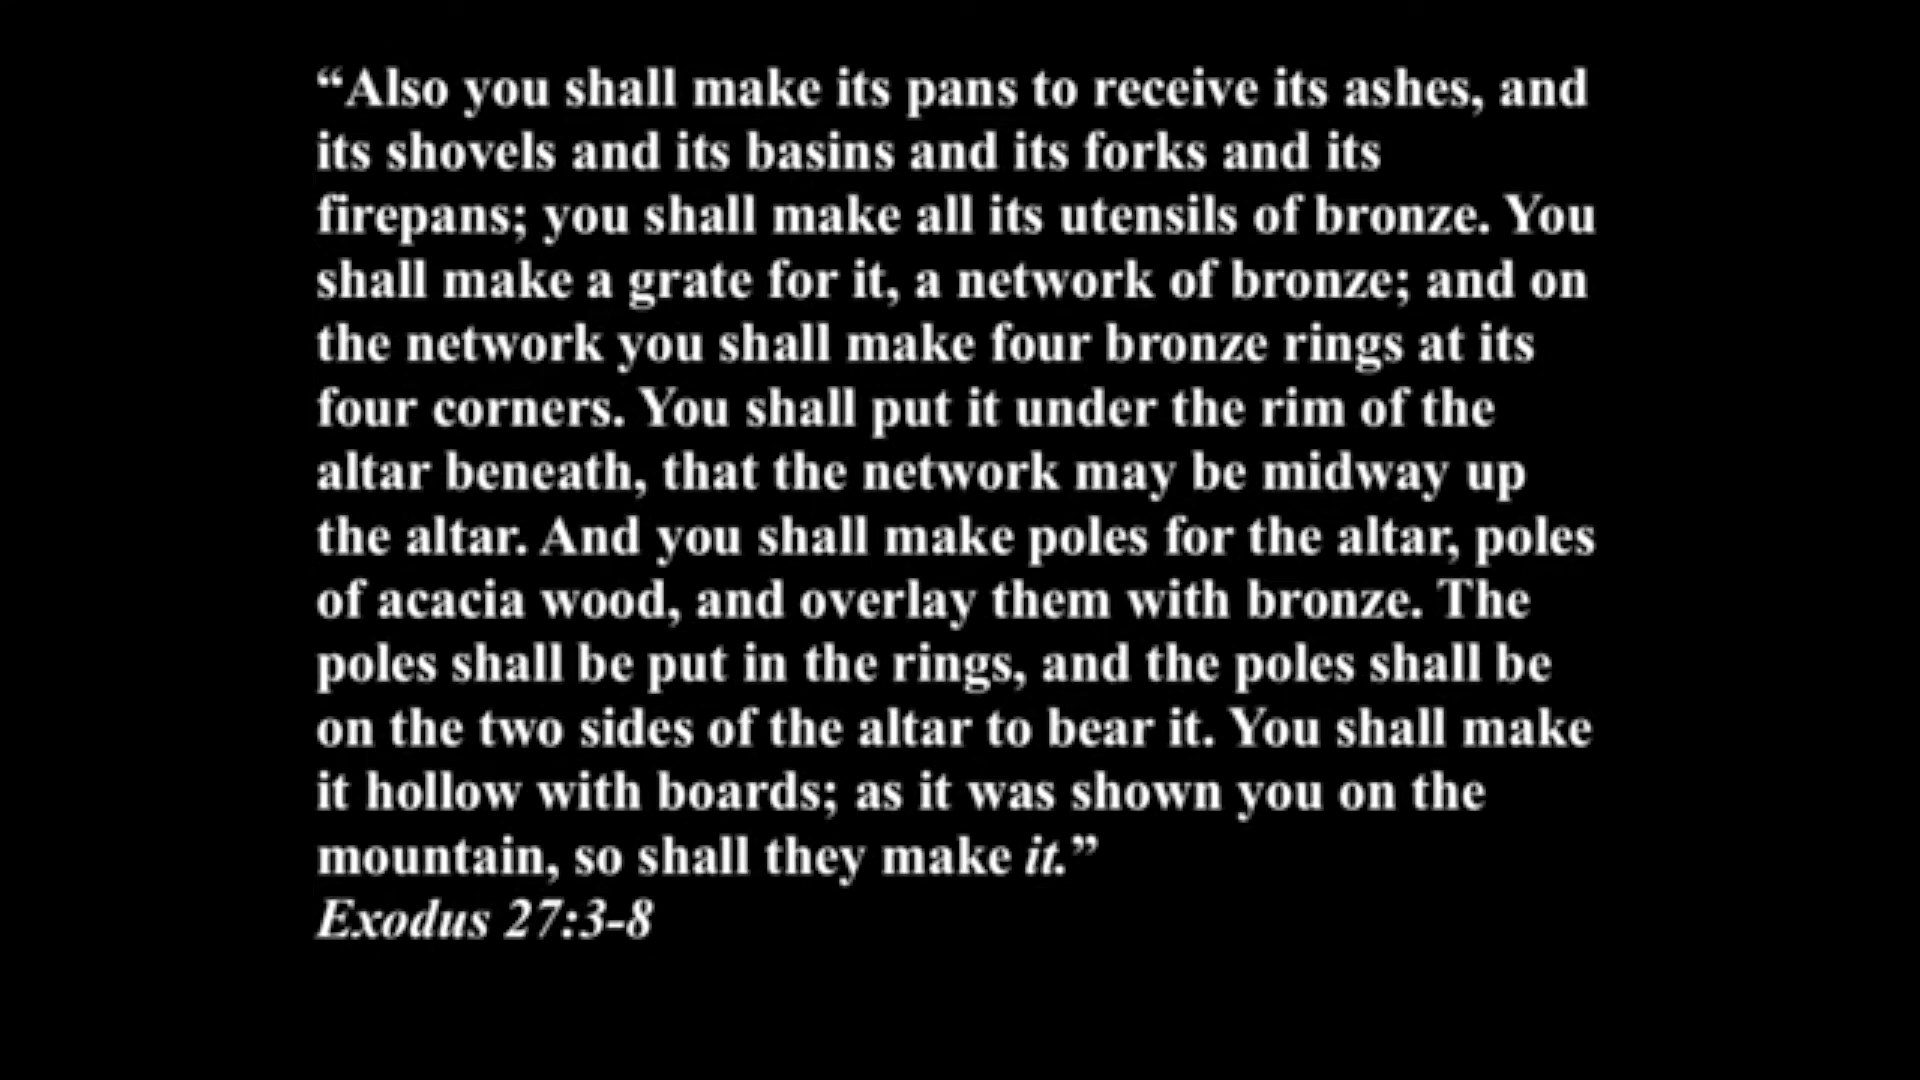 “Also you shall make its pans to receive its ashes, and
its shovels and its basins and its forks and its
firepans; you shall make all its utensils of bronze. You
shall make a grate for it, a network of bronze; and on
the network you shall make four bronze rings at its
four corners. You shall put it under the rim of the
altar beneath, that the network may be midway up
the altar. And you shall make poles for the altar, poles
of acacia wood, and overlay them with bronze. The
poles shall be put in the rings, and the poles shall be
on the two sides of the altar to bear it. You shall make
it hollow with boards; as it was shown you on the
mountain, so shall they make it.”
Exodus 27:3-8